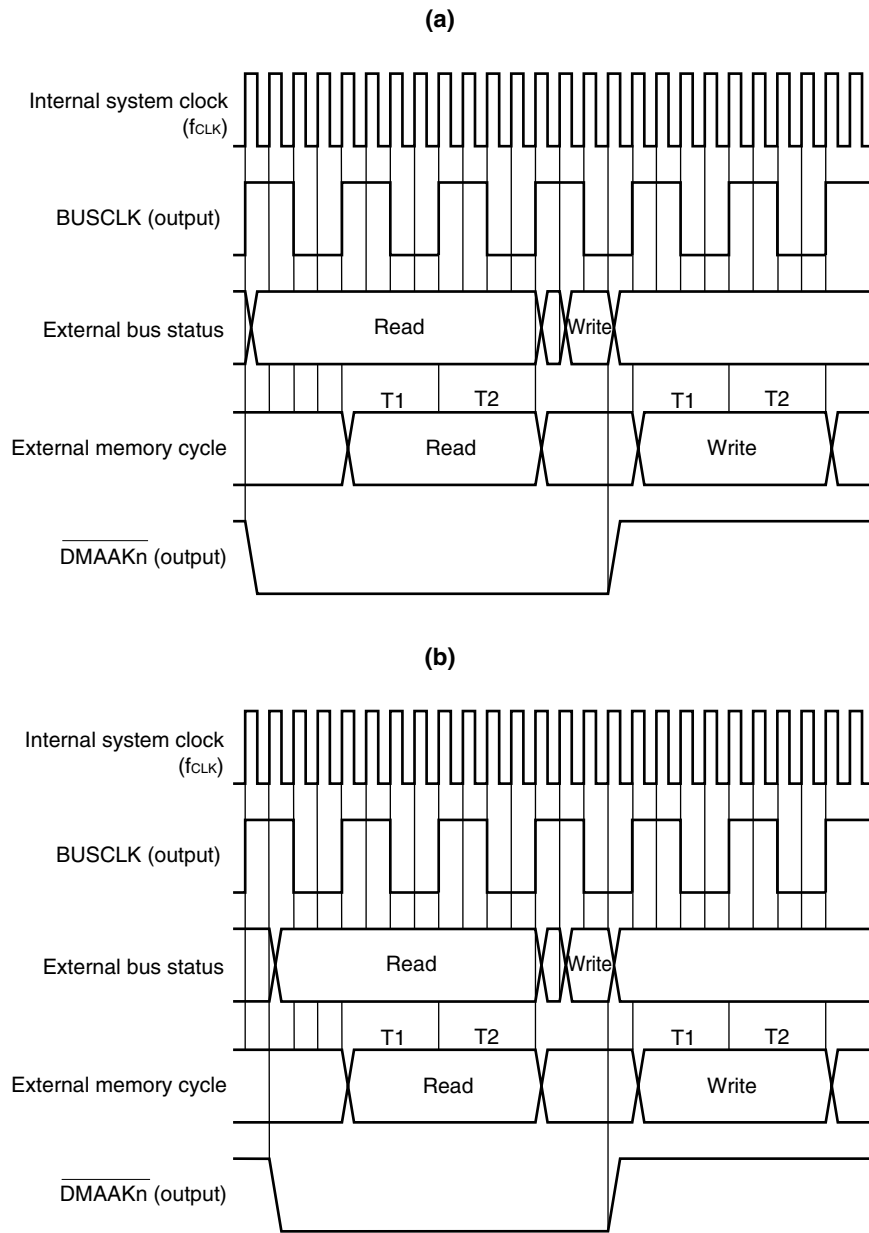 (a)
Internal system clock
(fCLK)
BUSCLK (output)
External bus status
Read
Write
T1 T2 T1 T2
External memory cycle
Read
Write
DMAAKn (output)
(b)
Internal system clock
(fCLK)
BUSCLK (output)
External bus status
Read
Write
T1 T2 T1 T2
External memory cycle
Read
Write
DMAAKn (output)